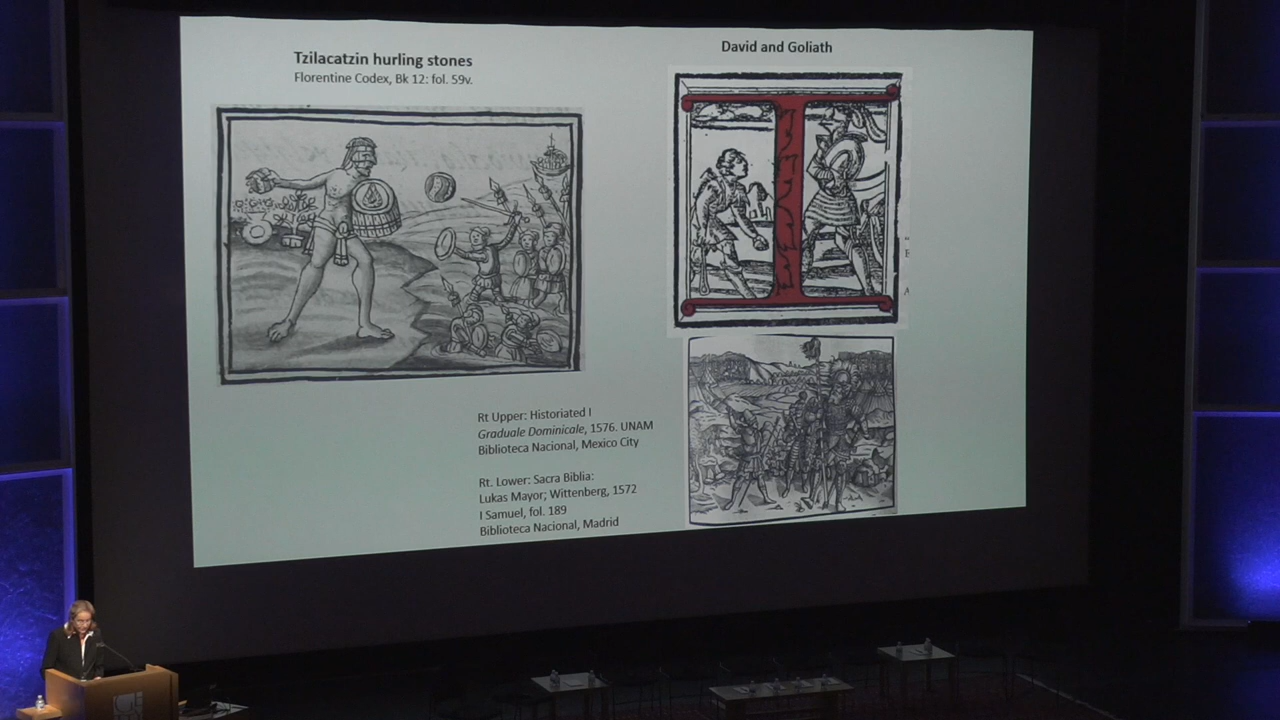 Tzilacatzin hurling stones
Florentine Codex, Bk 12: fol. 59v.
David and Goliath
Rt Upper: Historiated I
Graduale Dominicale, 1576. UNAM
Biblioteca Nacional, Mexico City
Rt. Lower: Sacra Biblia:
Lukas Mayor; Wittenberg, 1572
I Samuel, fol. 189
Biblioteca Nacional, Madrid